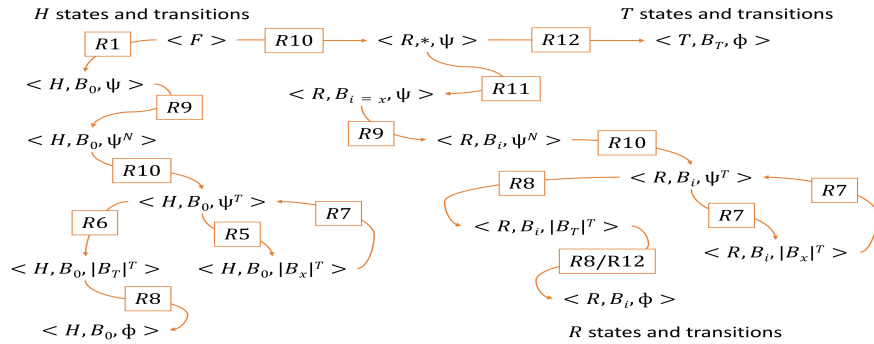 H states and transitions
T states and transitions
R1 < F > R10 < R,∗, ψ > R12 < T, B_T, ϕ >
< H, B_0, ψ > < R, B_{i = x}, ψ > R11
R9 R9
< H, B_0, ψ^N > < R, B_i, ψ^N > R10
R10 R8 < R, B_i, ψ^T > R7
< H, B_0, ψ^T > R7 R7
R6 R5 < R, B_i, |B_T|^T > < R, B_i, |B_x|^T >
< H, B_0, |B_T|^T > < H, B_0, |B_x|^T > R8/R12
R8 < R, B_i, ϕ >
< H, B_0, ϕ > R states and transitions